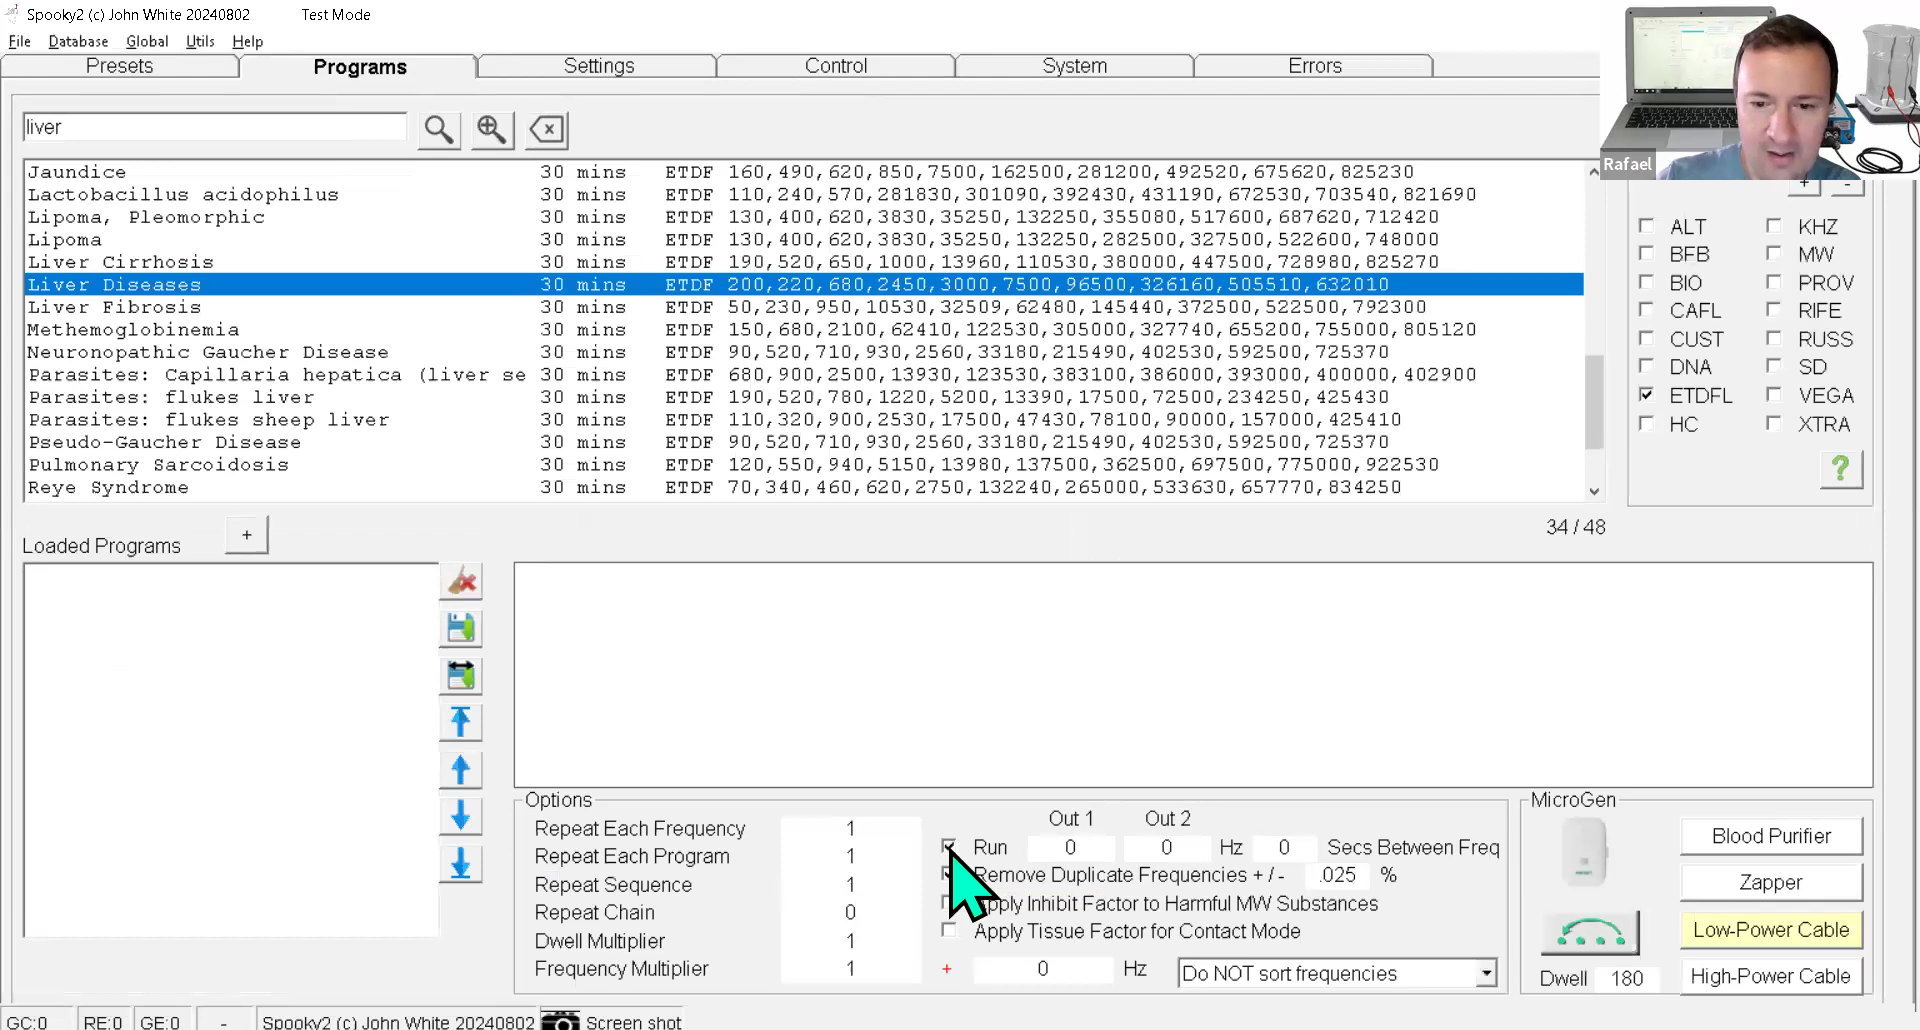 Spooky2 (c) John White 20240802 Test Mode
File Database Global Utils Help
Presets Programs Settings Control System Errors
liver
Rafael
Jaundice 30 mins ETDF 160,490,620,850,7500,162500,281200,492520,675620,825230
Lactobacillus acidophilus 30 mins ETDF 110,240,570,281830,301090,392430,431190,672530,703540,821690
Lipoma, Pleomorphic 30 mins ETDF 130,400,620,3830,35250,132250,355080,517600,687620,712420
Lipoma 30 mins ETDF 130,400,620,3830,35250,132250,282500,327500,522600,748000
Liver Cirrhosis 30 mins ETDF 190,520,650,1000,13960,110530,380000,447500,728980,825270
Liver Diseases 30 mins ETDF 200,220,680,2450,3000,7500,96500,326160,505510,632010
Liver Fibrosis 30 mins ETDF 50,230,950,10530,32509,62480,145440,372500,522500,792300
Methemoglobinemia 30 mins ETDF 150,680,2100,62410,122530,305000,327740,655200,755000,805120
Neuronopathic Gaucher Disease 30 mins ETDF 90,520,710,930,2560,33180,215490,402530,592500,725370
Parasites: Capillaria hepatica (liver se 30 mins ETDF 680,900,2500,13930,123530,383100,386000,393000,400000,402900
Parasites: flukes liver 30 mins ETDF 190,520,780,1220,5200,13390,17500,72500,234250,425430
Parasites: flukes sheep liver 30 mins ETDF 110,320,900,2530,17500,47430,78100,90000,157000,425410
Pseudo-Gaucher Disease 30 mins ETDF 90,520,710,930,2560,33180,215490,402530,592500,725370
Pulmonary Sarcoidosis 30 mins ETDF 120,550,940,5150,13980,137500,362500,697500,775000,922530
Reye Syndrome 30 mins ETDF 70,340,460,620,2750,132240,265000,533630,657770,834250
+ -
ALT KHZ
BFB MW
BIO PROV
CAFL RIFE
CUST RUSS
DNA SD
ETDFL VEGA
HC XTRA
?
34 / 48
Loaded Programs +
Options
Out 1 Out 2
Repeat Each Frequency 1
Repeat Each Program 1
Repeat Sequence 1
Repeat Chain 0
Dwell Multiplier 1
Frequency Multiplier 1
Run 0 0 Hz 0 Secs Between Freq
Remove Duplicate Frequencies + / - .025 %
Apply Inhibit Factor to Harmful MW Substances
Apply Tissue Factor for Contact Mode
+ 0 Hz Do NOT sort frequencies
MicroGen
Blood Purifier
Zapper
Low-Power Cable
High-Power Cable
Dwell 180
GC:0 RE:0 GE:0 - Spooky2 (c) John White 20240802 Screen shot